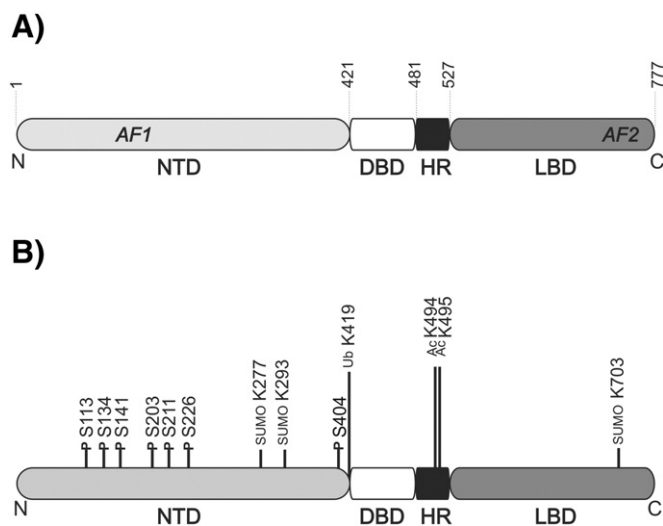 A)
1
421
481
527
777
AF1
AF2
N
NTD
DBD
HR
LBD
C
B)
P S113
P S134
P S141
P S203
P S211
P S226
SUMO K277
SUMO K293
P S404
Ub K419
Ac K494
Ac K495
SUMO K703
N
NTD
DBD
HR
LBD
C